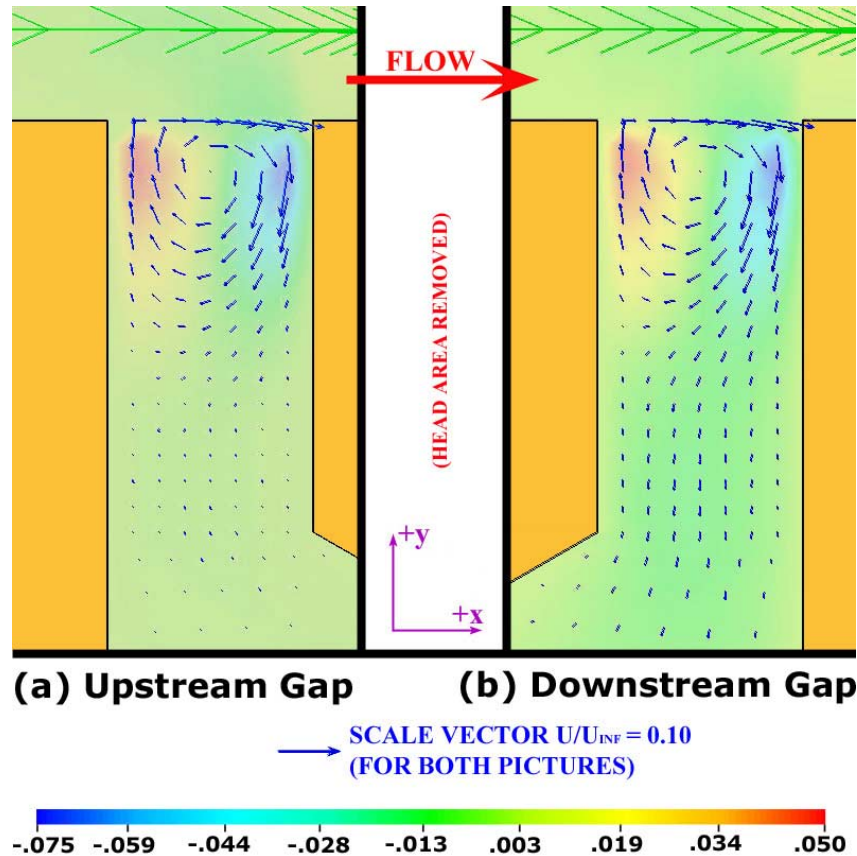 FLOW
(HEAD AREA REMOVED)
+y
+x
(a) Upstream Gap
(b) Downstream Gap
SCALE VECTOR U/UINF = 0.10
(FOR BOTH PICTURES)
-.075 -.059 -.044 -.028 -.013 .003 .019 .034 .050